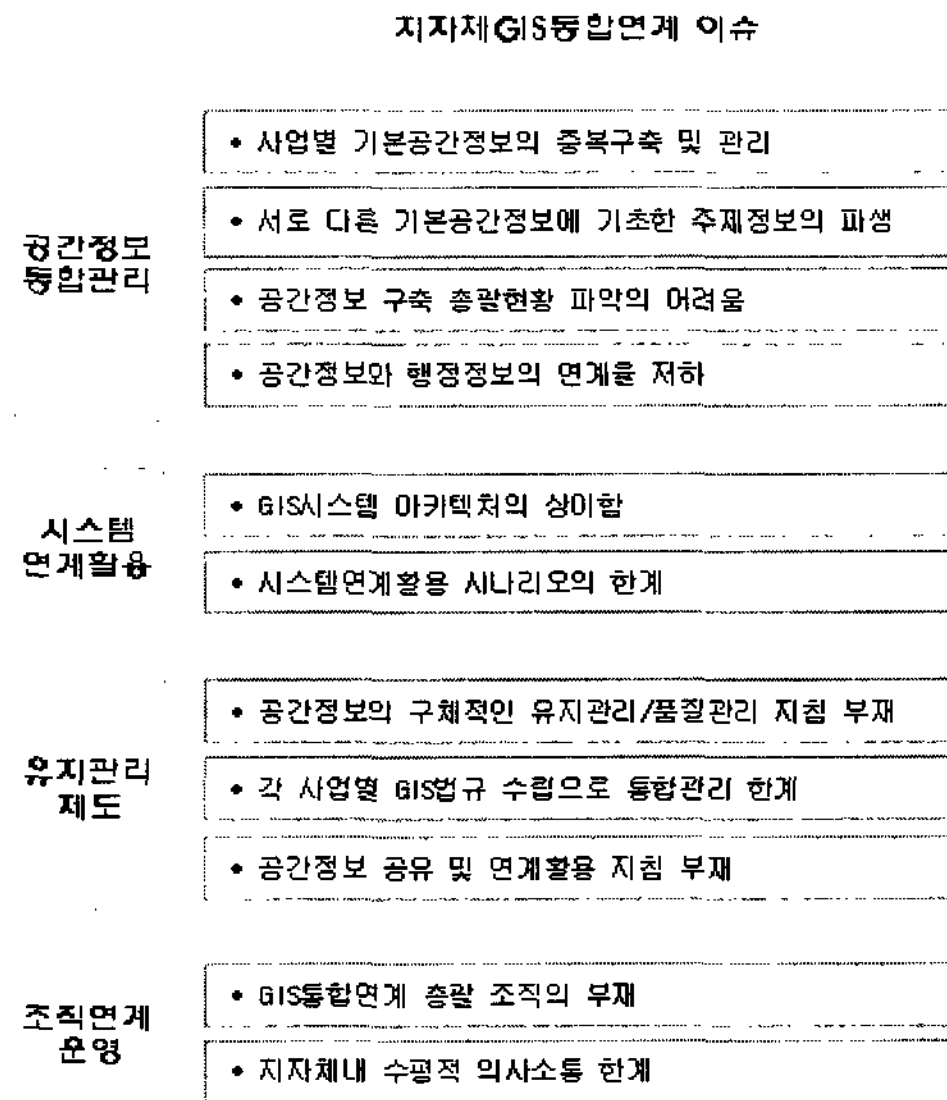 지자체GIS통합연계 이슈
공간정보
통합관리
• 사업별 기본공간정보의 중복구축 및 관리
• 서로 다른 기본공간정보에 기초한 주제정보의 파생
• 공간정보 구축 총괄현황 파악의 어려움
• 공간정보와 행정정보의 연계율 저하
시스템
연계활용
• GIS시스템 아키텍처의 상이함
• 시스템연계활용 시나리오의 한계
유지관리
제도
• 공간정보의 구체적인 유지관리/품질관리 지침 부재
• 각 사업별 GIS법규 수립으로 통합관리 한계
• 공간정보 공유 및 연계활용 지침 부재
조직연계
운영
• GIS통합연계 총괄 조직의 부재
• 지자체내 수평적 의사소통 한계